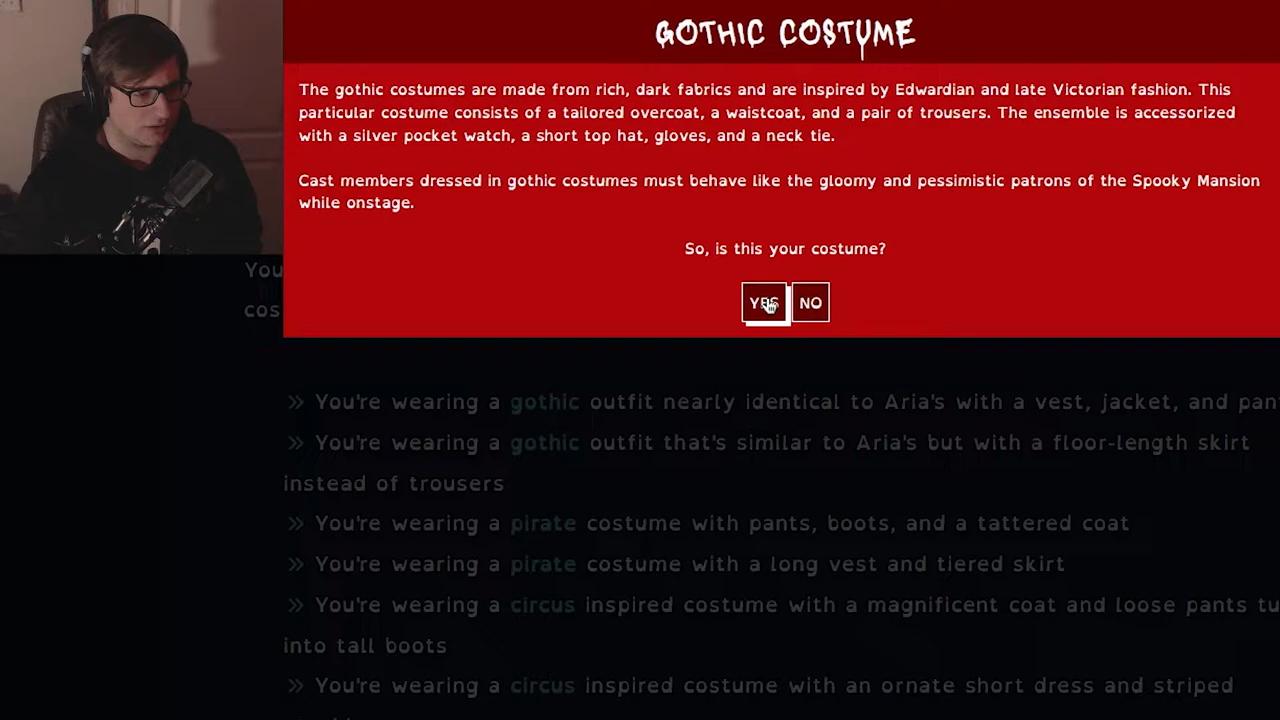 GOTHIC COSTUME
The gothic costumes are made from rich, dark fabrics and are inspired by Edwardian and late Victorian fashion. This
particular costume consists of a tailored overcoat, a waistcoat, and a pair of trousers. The ensemble is accessorized
with a silver pocket watch, a short top hat, gloves, and a neck tie.
Cast members dressed in gothic costumes must behave like the gloomy and pessimistic patrons of the Spooky Mansion
while onstage.
So, is this your costume?
YES NO
You
cos
» You're wearing a gothic outfit nearly identical to Aria's with a vest, jacket, and pan
» You're wearing a gothic outfit that's similar to Aria's but with a floor-length skirt
instead of trousers
» You're wearing a pirate costume with pants, boots, and a tattered coat
» You're wearing a pirate costume with a long vest and tiered skirt
» You're wearing a circus inspired costume with a magnificent coat and loose pants tu
into tall boots
» You're wearing a circus inspired costume with an ornate short dress and striped